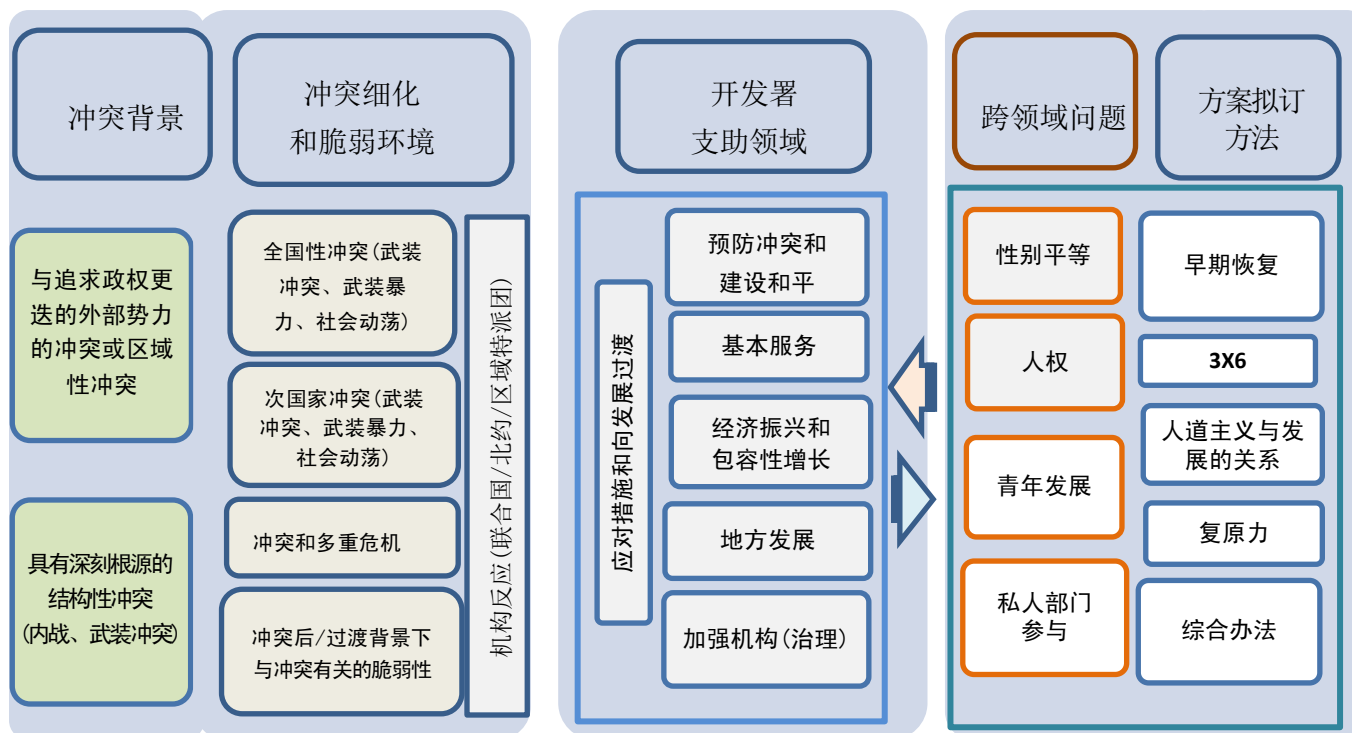 冲突背景
冲突细化
和脆弱环境
开发署
支助领域
跨领域问题
方案拟订
方法
与追求政权更
迭的外部势力
的冲突或区域
性冲突
具有深刻根源的
结构性冲突
(内战、武装冲突)
全国性冲突(武装
冲突、武装暴
力、社会动荡)
次国家冲突(武装
冲突、武装暴力、
社会动荡)
冲突和多重危机
冲突后/过渡背景下
与冲突有关的脆弱性
机构反应(联合国/北约/区域特派团)
应对措施和向发展过渡
预防冲突和
建设和平
基本服务
经济振兴和
包容性增长
地方发展
加强机构(治理)
性别平等
人权
青年发展
私人部门
参与
早期恢复
3X6
人道主义与发
展的关系
复原力
综合办法